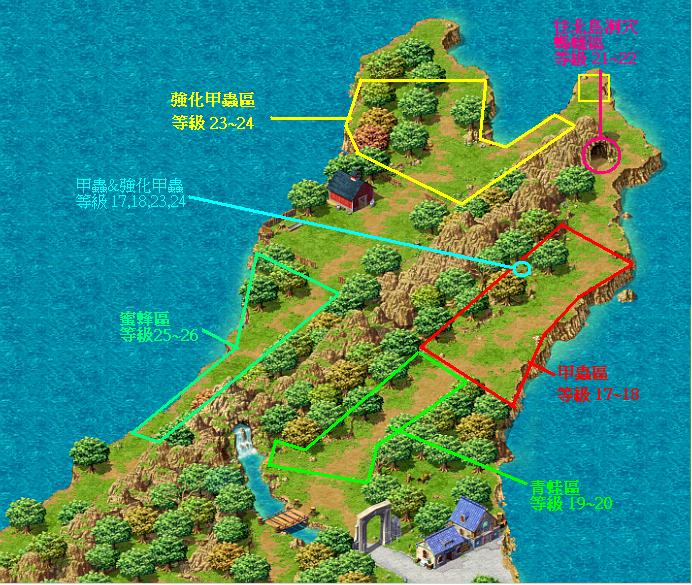 往北島洞穴
蜘蛛區
等級 21~22
強化甲蟲區
等級 23~24
甲蟲&強化甲蟲
等級 17,18,23,24
蜜蜂區
等級25~26
甲蟲區
等級 17~18
青蛙區
等級 19~20